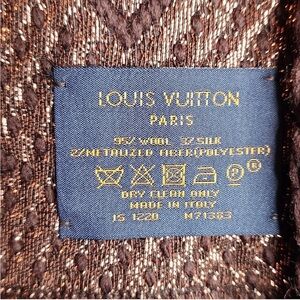 LOUIS VUITTON
PARIS
95% WOOL 3% SILK
2% METALIZED FIBER(POLYESTER)
P
DRY CLEAN ONLY
MADE IN ITALY
IS 1220 M71383